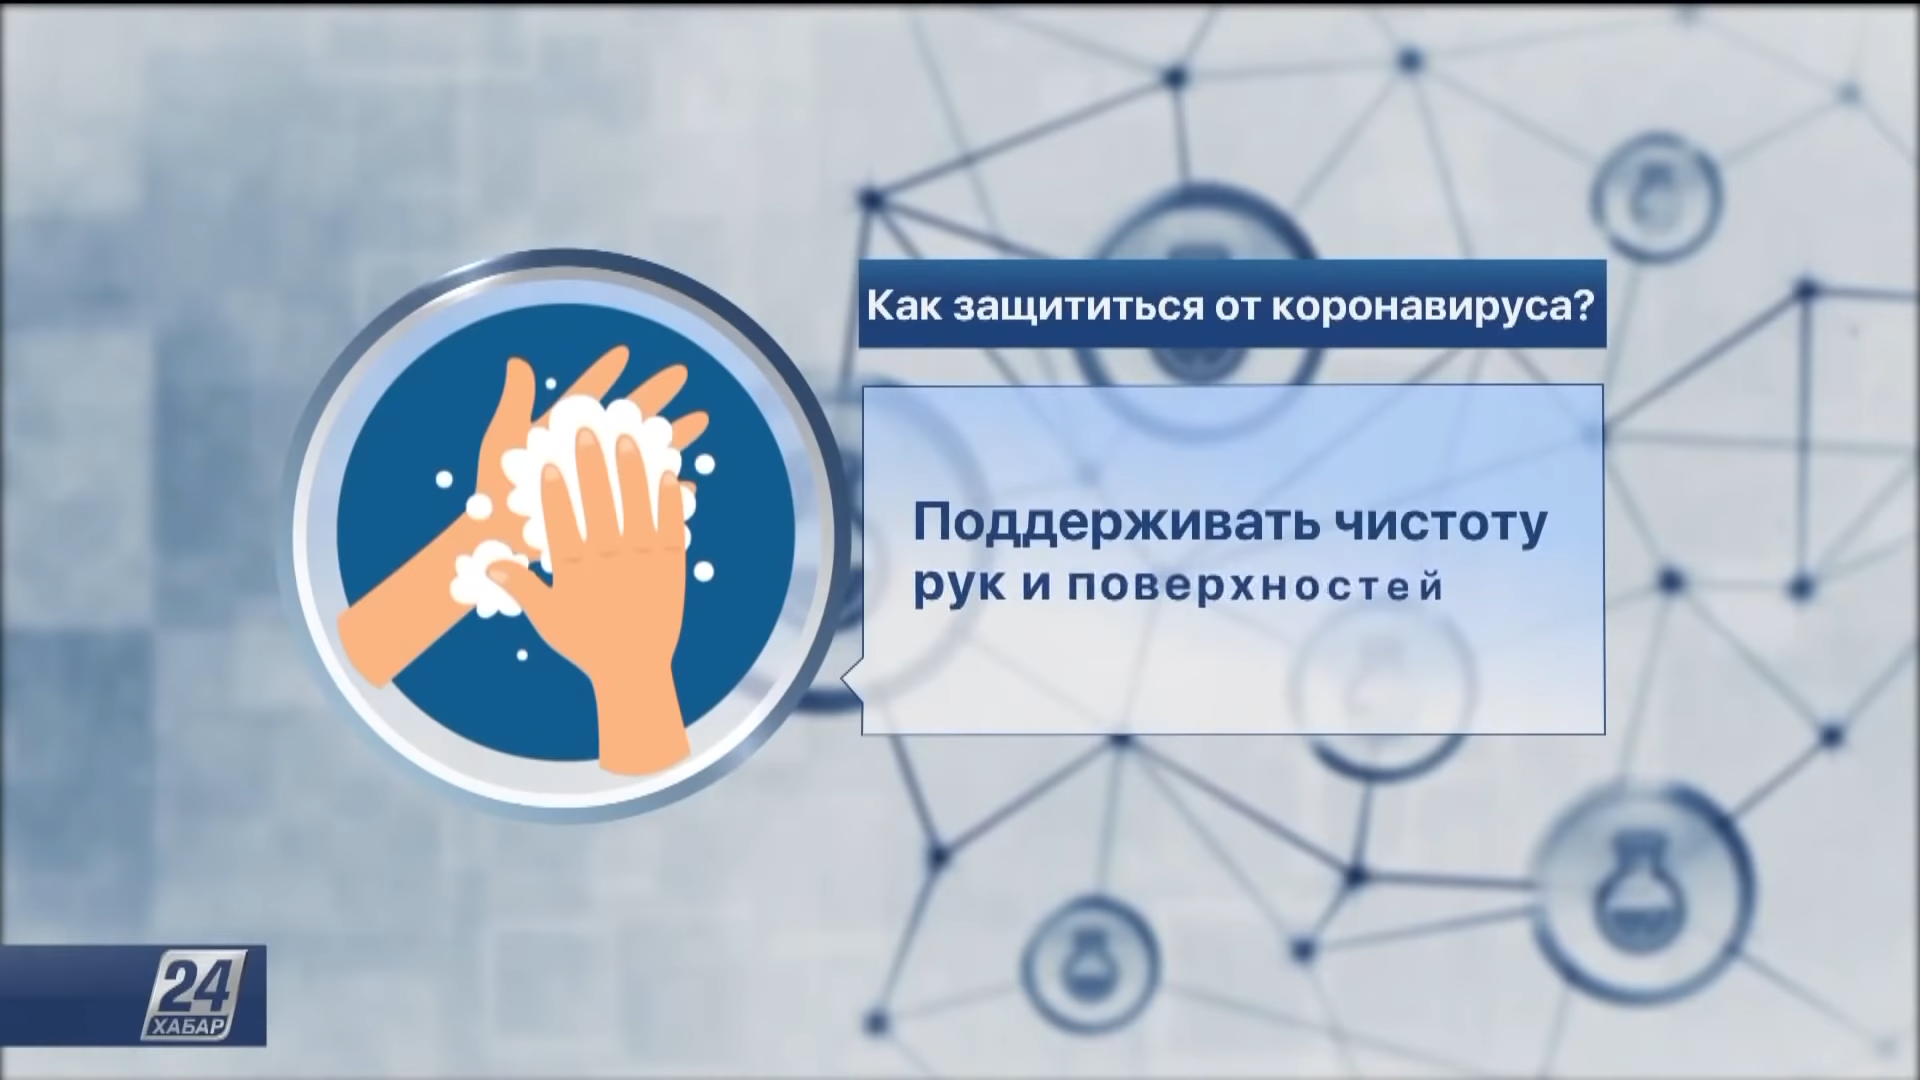 Как защититься от коронавируса?
Поддерживать чистоту
рук и поверхностей
24
ХАБАР